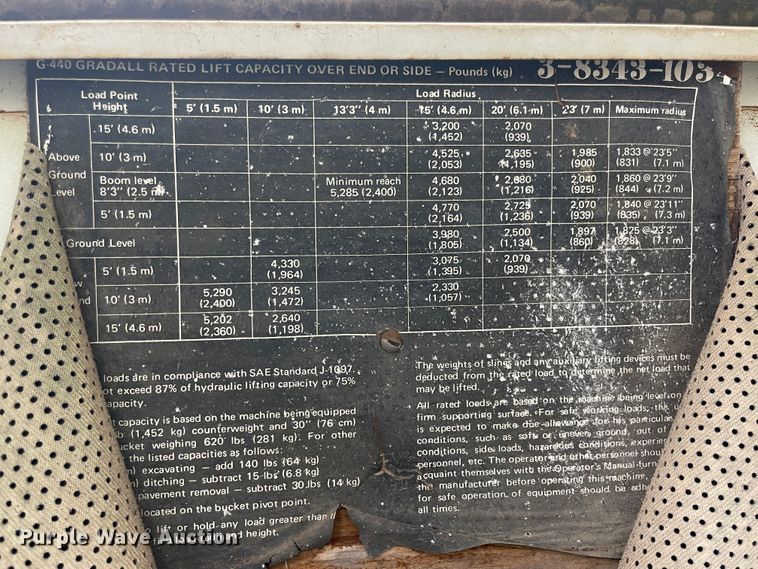 G-440 GRADALL RATED LIFT CAPACITY OVER END OR SIDE – Pounds (kg) 3-8343-103
Load Point Height Load Radius
5' (1.5 m) 10' (3 m) 13'3" (4 m) 15' (4.6 m) 20' (6.1 m) 23' (7 m) Maximum radius
Above Ground Level
15' (4.6 m) 3,200 (1,452) 2,070 (939)
10' (3 m) 4,525 (2,053) 2,635 (1,195) 1,985 (900) 1,833 @ 23'5" (831) (7.1 m)
Boom level 8'3" (2.5 m) Minimum reach 5,285 (2,400) 4,680 (2,123) 2,680 (1,216) 2,040 (925) 1,860 @ 23'9" (844) (7.2 m)
5' (1.5 m) 4,770 (2,164) 2,725 (1,236) 2,070 (939) 1,840 @ 23'11" (835) (7.3 m)
Ground Level 3,980 (1,805) 2,500 (1,134) 1,897 (860) 1,825 @ 23'3" (828) (7.1 m)
5' (1.5 m) 4,330 (1,964) 3,075 (1,395) 2,070 (939)
10' (3 m) 5,290 (2,400) 3,245 (1,472) 2,330 (1,057)
15' (4.6 m) 5,202 (2,360) 2,640 (1,198)
loads are in compliance with SAE Standard J-1097.
ot exceed 87% of hydraulic lifting capacity or 75%
apacity.
t capacity is based on the machine being equipped
b (1,452 kg) counterweight and 30" (76 cm)
ucket weighing 620 lbs (281 kg). For other
the listed capacities as follows:
excavating – add 140 lbs (64 kg)
ditching – subtract 15 lbs (6.8 kg)
pavement removal – subtract 30 lbs (14 kg)
located on the bucket pivot point.
lift or hold any load greater than
d height.
The weights of slings and any auxiliary lifting devices must be
deducted from the rated load to determine the net load that
may be lifted.
All rated loads are based on the machine being level on
firm supporting surface. For safe working loads, the u
is expected to make due allowance for his particular
conditions, such as soft or uneven ground, out of
conditions, side loads, hazardous conditions, experien
personnel, etc. The operator and other personnel should
acquaint themselves with the Operator's Manual furn
the manufacturer before operating this machine.
for safe operation of equipment should be adh
all times.
Purple Wave Auction